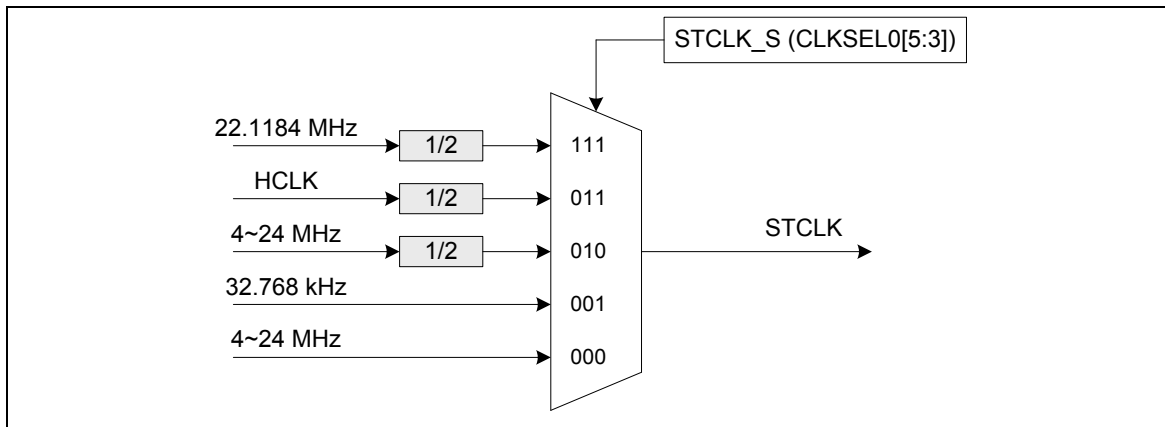 STCLK_S (CLKSEL0[5:3])
22.1184 MHz
1/2
111
HCLK
1/2
011
4~24 MHz
1/2
010
STCLK
32.768 kHz
001
4~24 MHz
000